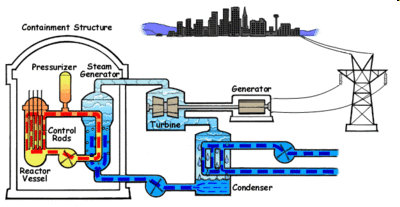 Containment Structure
Pressurizer
Steam
Generator
Control
Rods
Reactor
Vessel
Turbine
Generator
Condenser